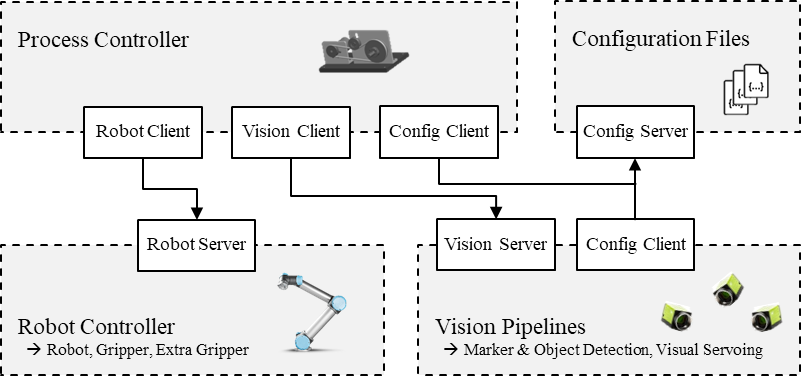 Process Controller
Configuration Files
{...}
{...}
{...}
Robot Client
Vision Client
Config Client
Config Server
Robot Server
Vision Server
Config Client
Robot Controller
→ Robot, Gripper, Extra Gripper
Vision Pipelines
→ Marker & Object Detection, Visual Servoing